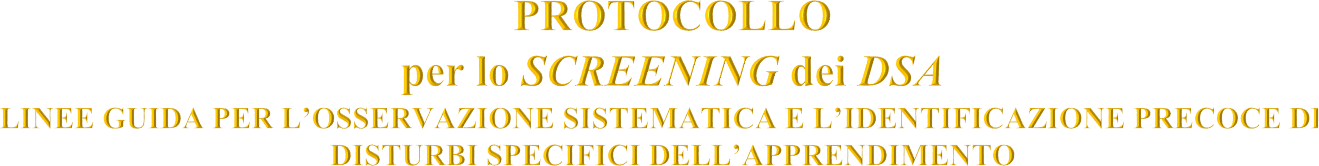 PROTOCOLLO
per lo SCREENING dei DSA
LINEE GUIDA PER L’OSSERVAZIONE SISTEMATICA E L’IDENTIFICAZIONE PRECOCE DI
DISTURBI SPECIFICI DELL’APPRENDIMENTO